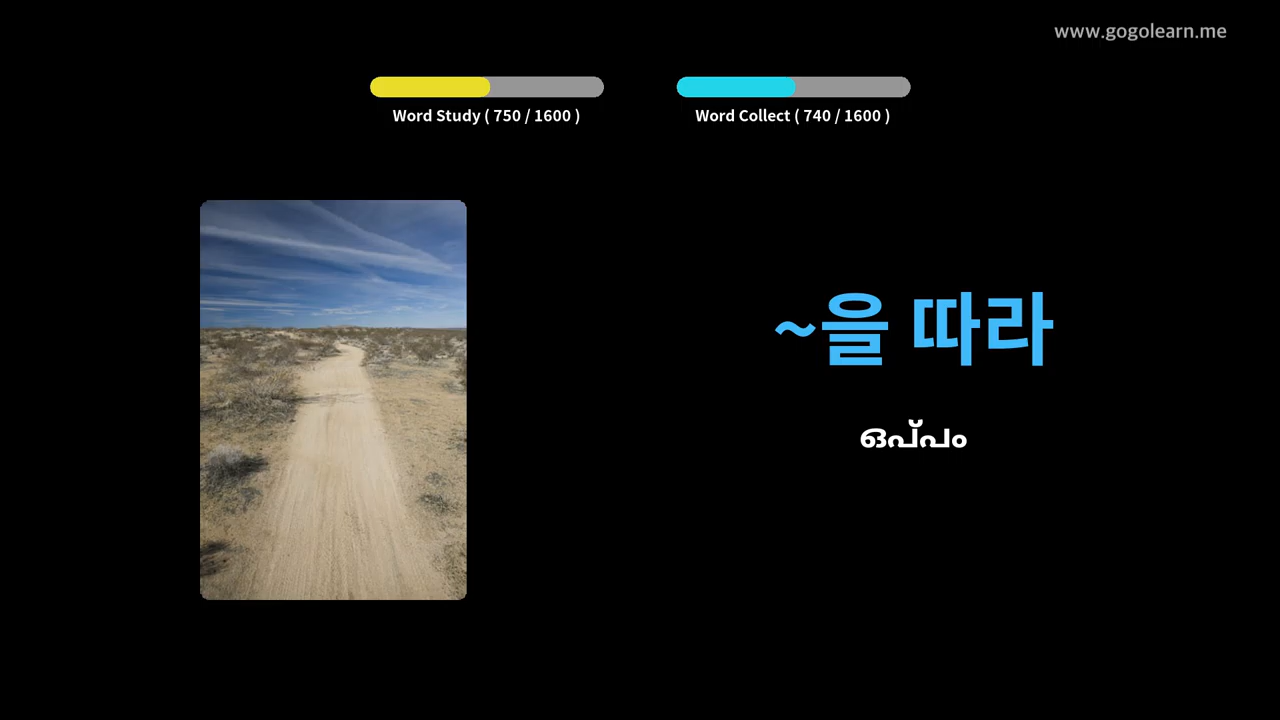 www.gogolearn.me
Word Study ( 750 / 1600 )
Word Collect ( 740 / 1600 )
~을 따라
ഒപ്പം